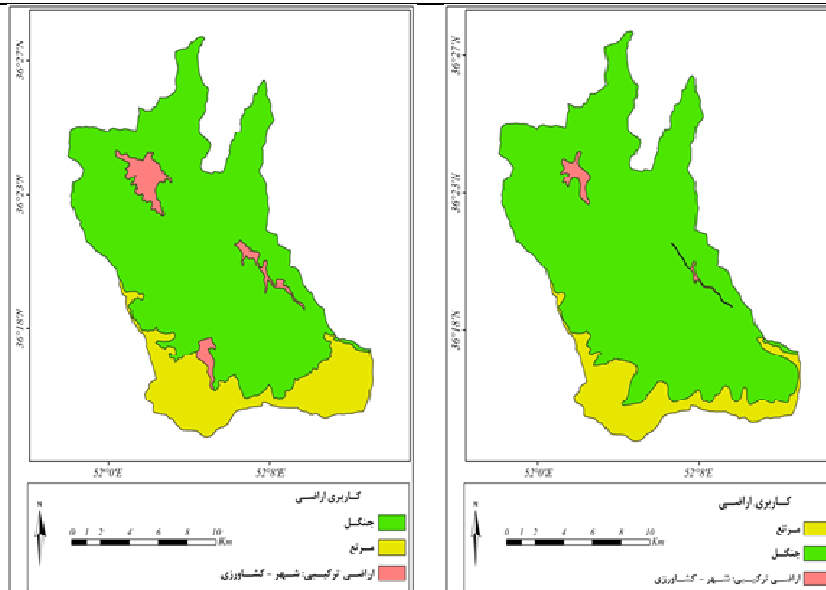 36°27'N
36°23'N
36°18'N
52°0'E 52°8'E
کاربری اراضی
جنگل
مرتع
اراضی ترکیبی: شهر - کشاورزی
N
0 1 2 4 6 8 10
Km
36°27'N
36°23'N
36°18'N
52°0'E 52°8'E
کاربری اراضی
مرتع
جنگل
اراضی ترکیبی: شهر - کشاورزی
N
0 1 2 4 6 8 10
Km